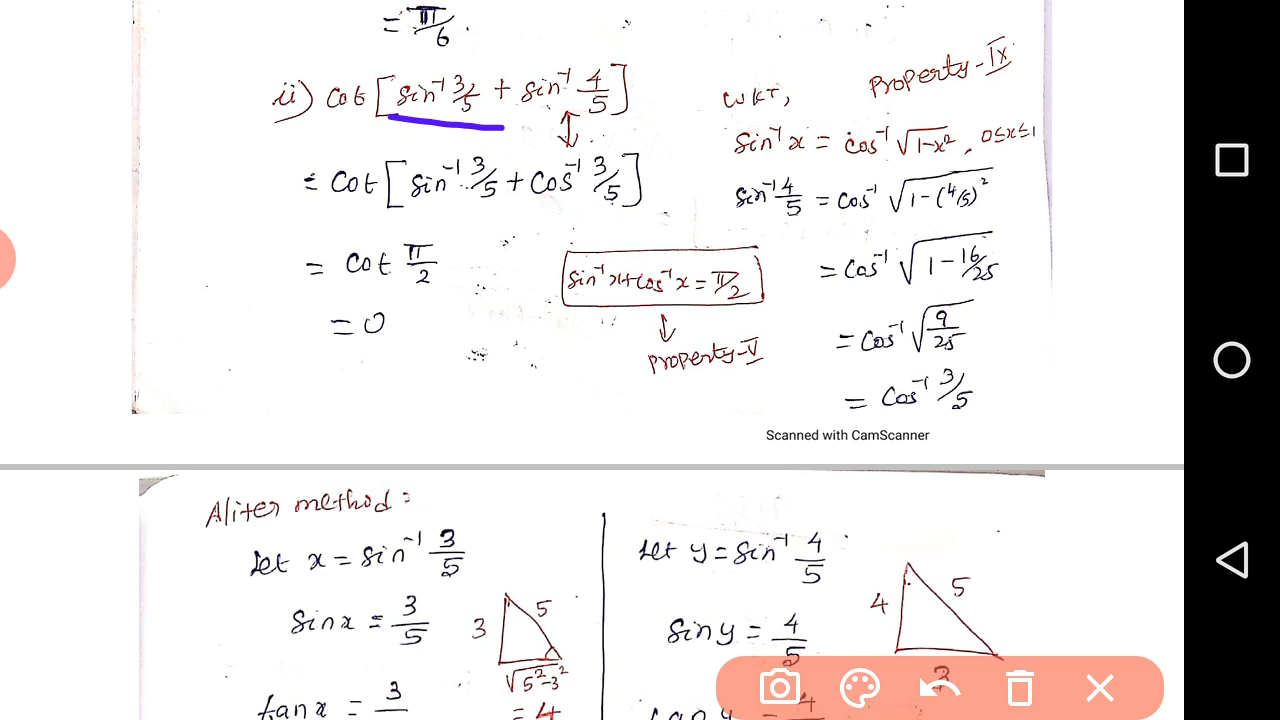 = π/6.
ii) cot [sin⁻¹ 3/5 + sin⁻¹ 4/5]
= cot [sin⁻¹ 3/5 + cos⁻¹ 3/5]
= cot π/2
= 0
sin⁻¹x + cos⁻¹x = π/2
Property-V
Property-IX
WKT,
sin⁻¹ x = cos⁻¹ √1-x², 0≤x≤1
sin⁻¹ 4/5 = cos⁻¹ √1-(4/5)²
= cos⁻¹ √1-16/25
= cos⁻¹ √9/25
= cos⁻¹ 3/5
Scanned with CamScanner
Aliter method:
Let x = sin⁻¹ 3/5
sin x = 3/5
3
5
√5²-3²
= 4
tan x = 3/
Let y = sin⁻¹ 4/5
sin y = 4/5
4
5
3
tan y = 4